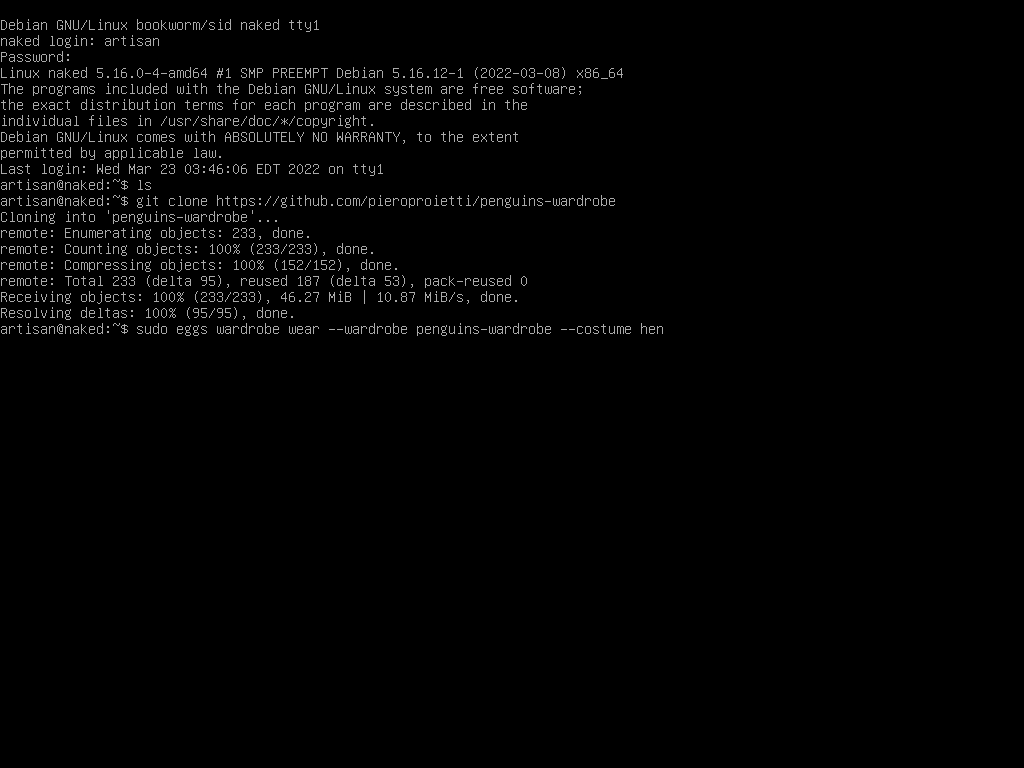 Debian GNU/Linux bookworm/sid naked tty1
naked login: artisan
Password:
Linux naked 5.16.0-4-amd64 #1 SMP PREEMPT Debian 5.16.12-1 (2022-03-08) x86_64
The programs included with the Debian GNU/Linux system are free software;
the exact distribution terms for each program are described in the
individual files in /usr/share/doc/*/copyright.
Debian GNU/Linux comes with ABSOLUTELY NO WARRANTY, to the extent
permitted by applicable law.
Last login: Wed Mar 23 03:46:06 EDT 2022 on tty1
artisan@naked:~$ ls
artisan@naked:~$ git clone https://github.com/pieroproietti/penguins-wardrobe
Cloning into 'penguins-wardrobe'...
remote: Enumerating objects: 233, done.
remote: Counting objects: 100% (233/233), done.
remote: Compressing objects: 100% (152/152), done.
remote: Total 233 (delta 95), reused 187 (delta 53), pack-reused 0
Receiving objects: 100% (233/233), 46.27 MiB | 10.87 MiB/s, done.
Resolving deltas: 100% (95/95), done.
artisan@naked:~$ sudo eggs wardrobe wear --wardrobe penguins-wardrobe --costume hen